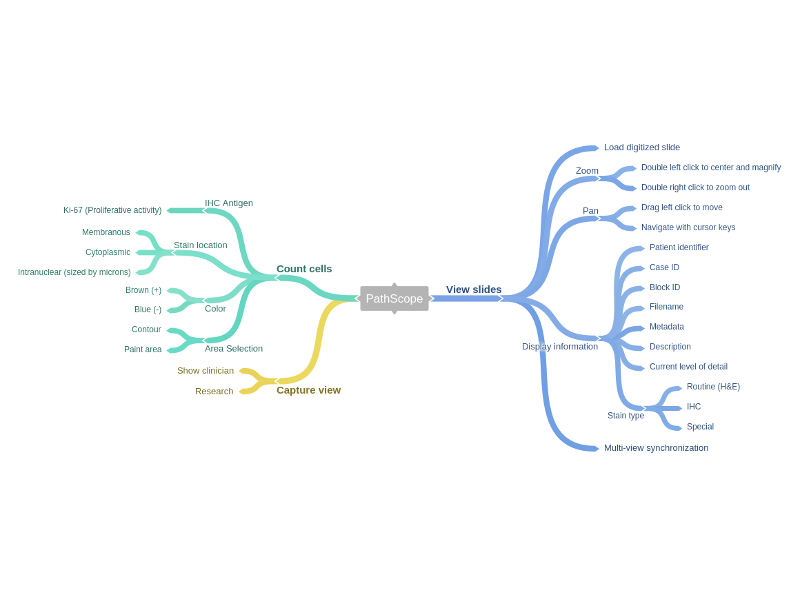 PathScope
View slides
Load digitized slide
Zoom
Double left click to center and magnify
Double right click to zoom out
Pan
Drag left click to move
Navigate with cursor keys
Display information
Patient identifier
Case ID
Block ID
Filename
Metadata
Description
Current level of detail
Stain type
Routine (H&E)
IHC
Special
Multi-view synchronization
Count cells
IHC Antigen
Ki-67 (Proliferative activity)
Stain location
Membranous
Cytoplasmic
Intranuclear (sized by microns)
Color
Brown (+)
Blue (-)
Area Selection
Contour
Paint area
Capture view
Show clinician
Research